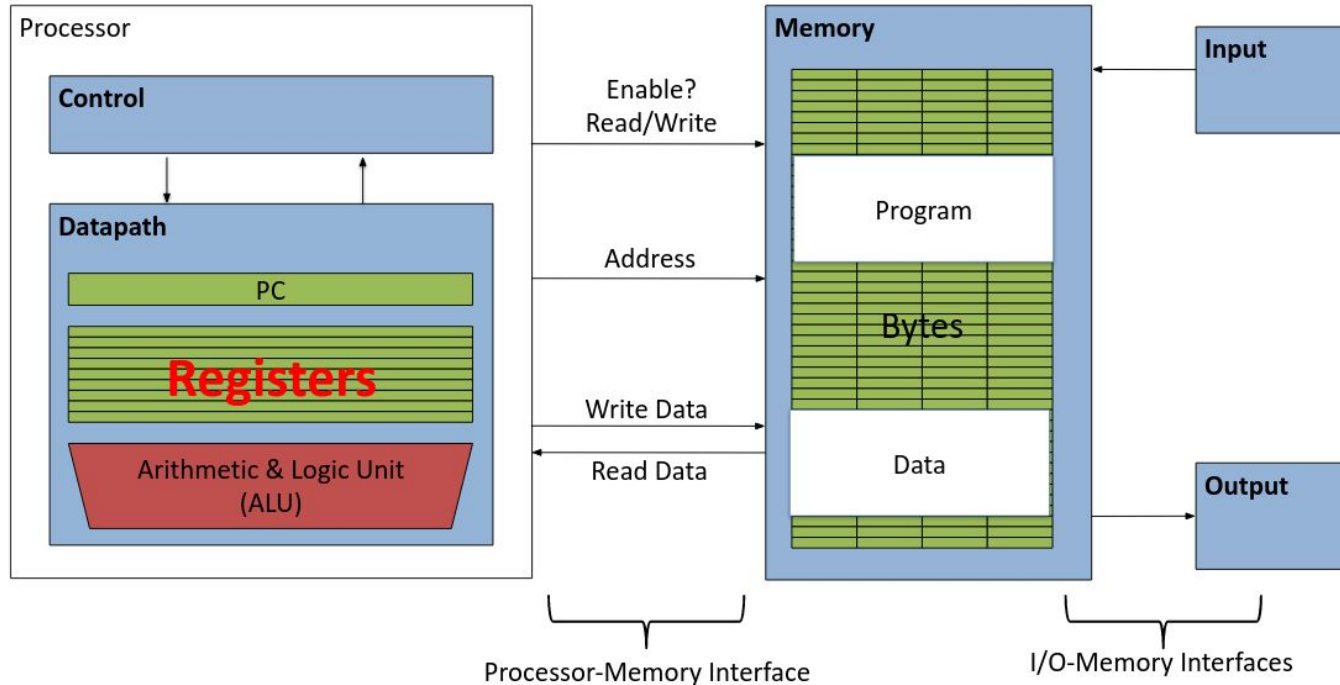 Processor
Control
Datapath
PC
Registers
Arithmetic & Logic Unit
(ALU)
Enable?
Read/Write
Address
Write Data
Read Data
Processor-Memory Interface
Memory
Program
Bytes
Data
Input
Output
I/O-Memory Interfaces